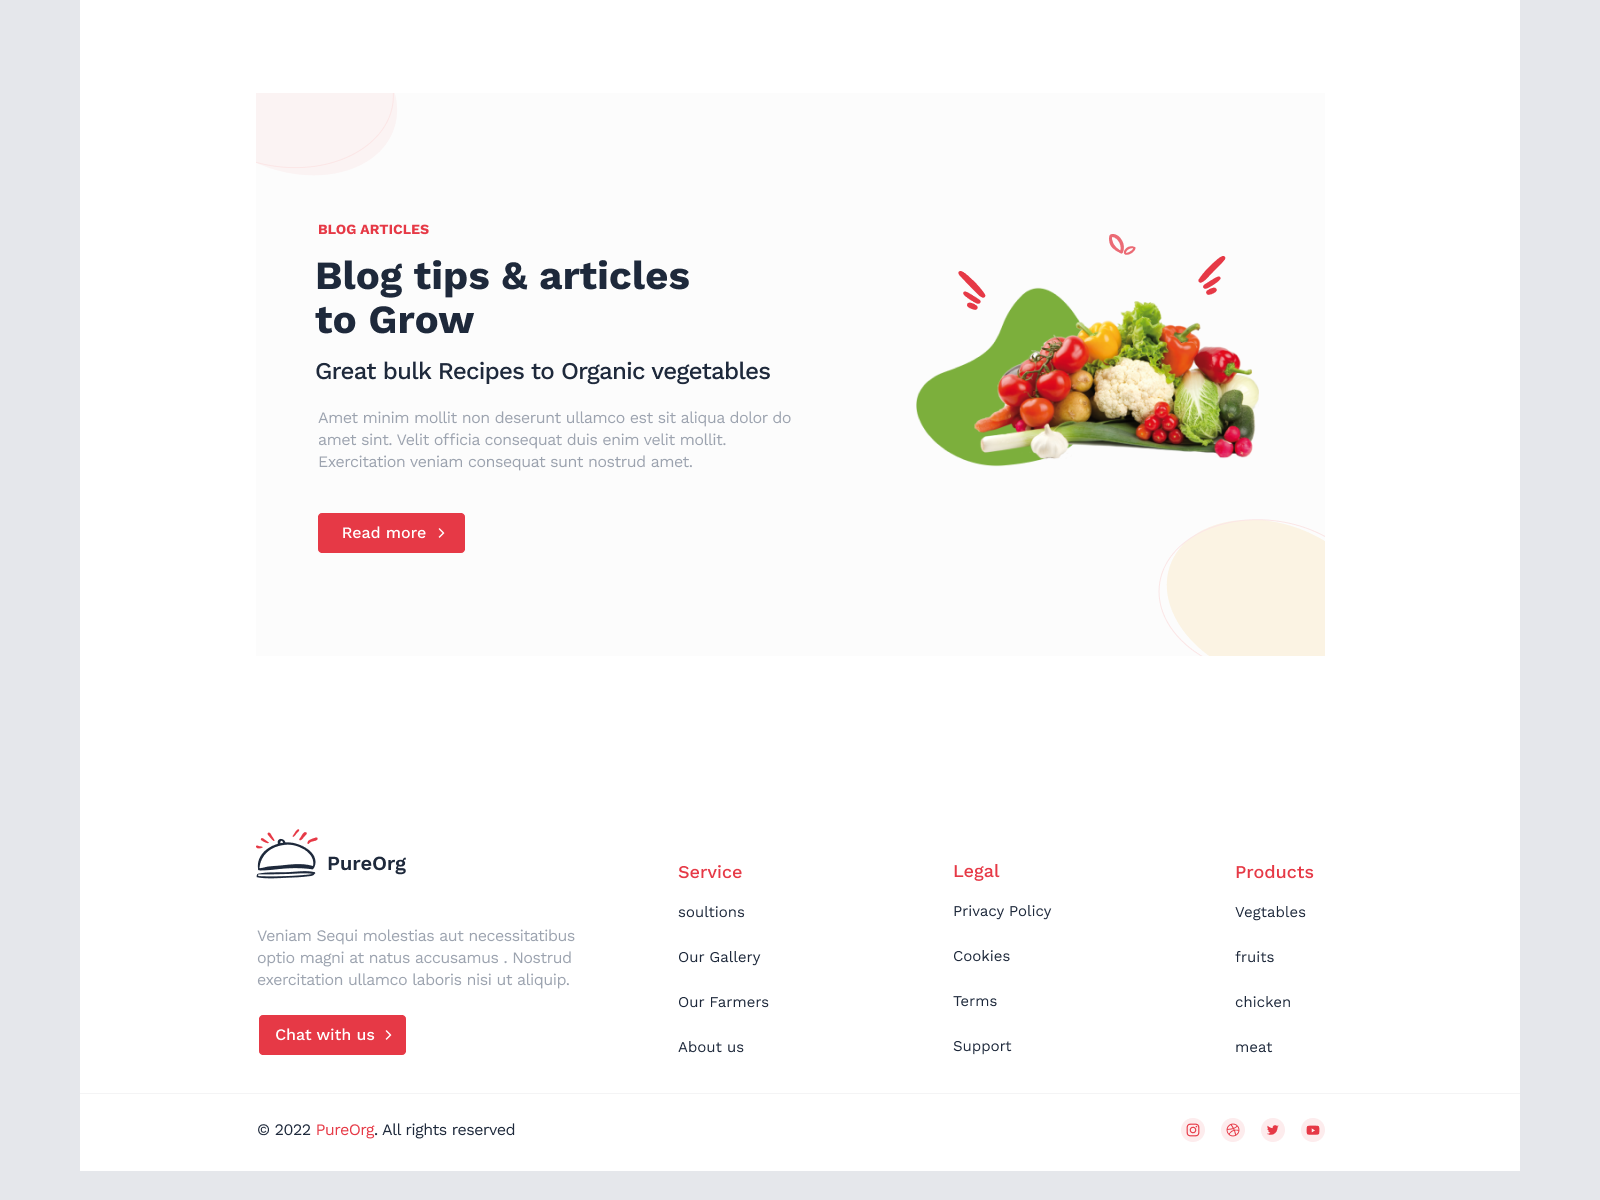 BLOG ARTICLES
Blog tips & articles
to Grow
Great bulk Recipes to Organic vegetables
Amet minim mollit non deserunt ullamco est sit aliqua dolor do
amet sint. Velit officia consequat duis enim velit mollit.
Exercitation veniam consequat sunt nostrud amet.
Read more
PureOrg
Veniam Sequi molestias aut necessitatibus
optio magni at natus accusamus . Nostrud
exercitation ullamco laboris nisi ut aliquip.
Chat with us
Service
soultions
Our Gallery
Our Farmers
About us
Legal
Privacy Policy
Cookies
Terms
Support
Products
Vegtables
fruits
chicken
meat
© 2022 PureOrg. All rights reserved